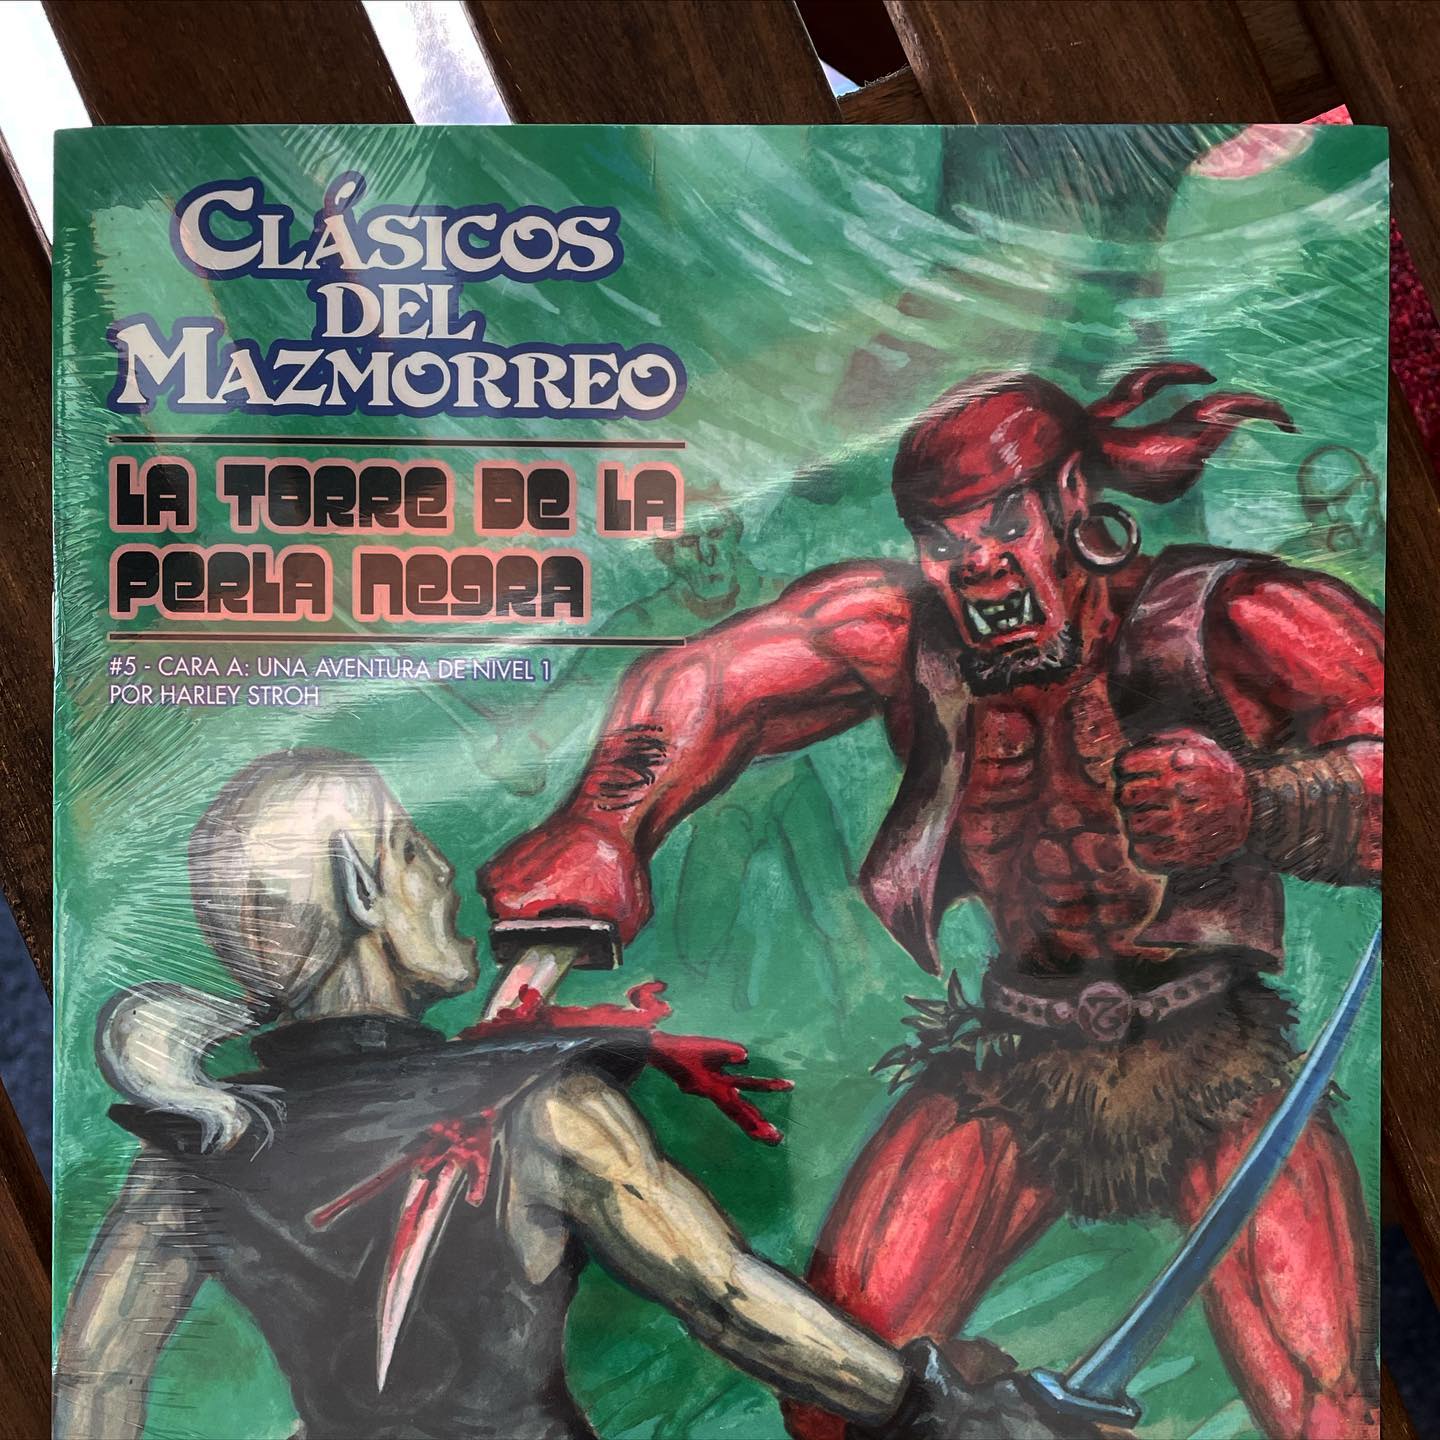 CLÁSICOS
DEL
MAZMORREO
LA TORRE DE LA
PERLA NEGRA
#5 - CARA A: UNA AVENTURA DE NIVEL 1
POR HARLEY STROH